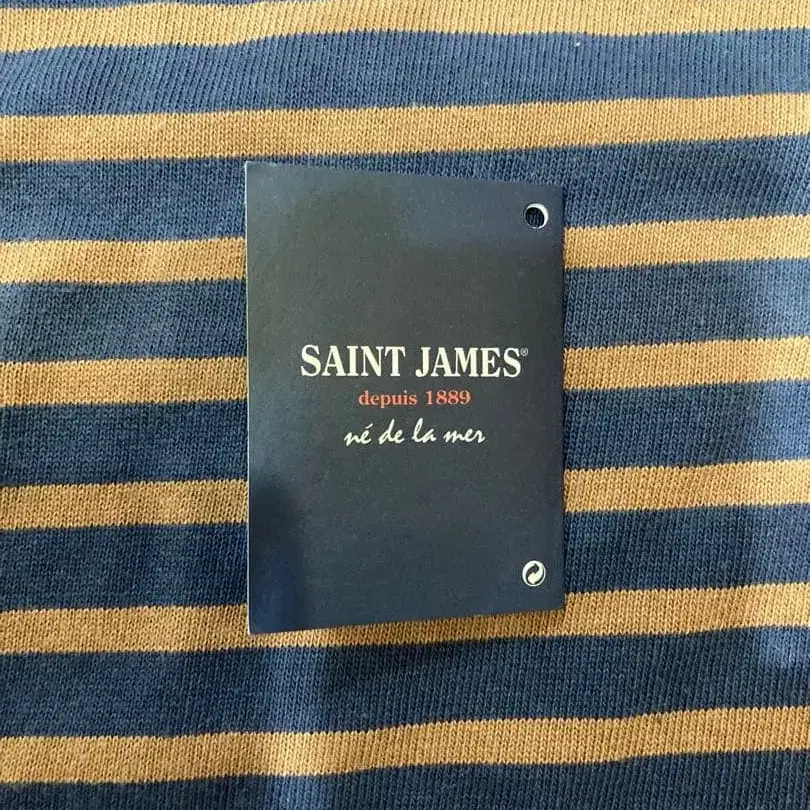 SAINT JAMES®
depuis 1889
né de la mer